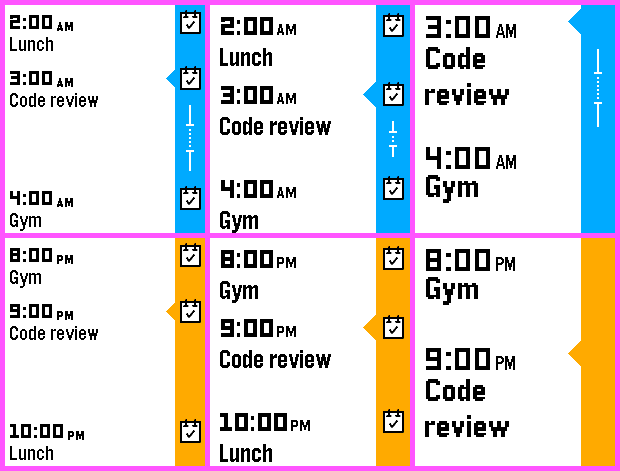 2:00 AM
Lunch
3:00 AM
Code review
4:00 AM
Gym
2:00 AM
Lunch
3:00 AM
Code review
4:00 AM
Gym
3:00 AM
Code
review
4:00 AM
Gym
8:00 PM
Gym
9:00 PM
Code review
10:00 PM
Lunch
8:00 PM
Gym
9:00 PM
Code review
10:00 PM
Lunch
8:00 PM
Gym
9:00 PM
Code
review